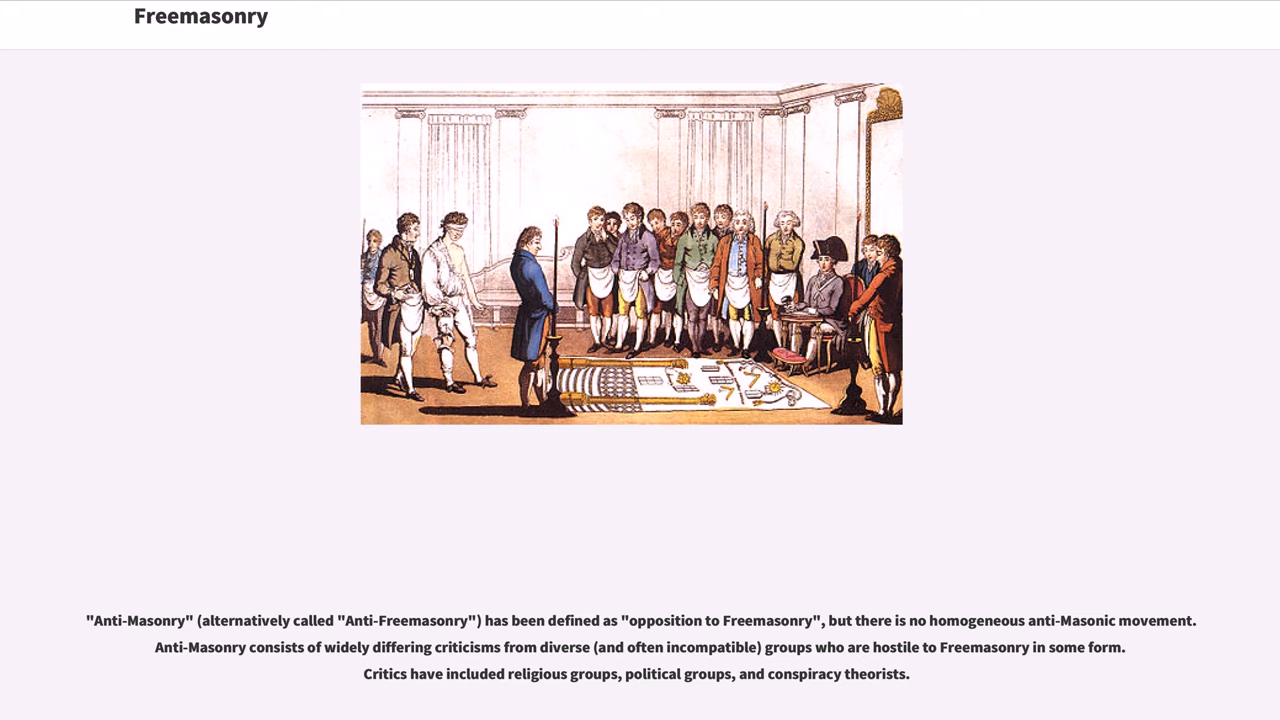 Freemasonry
"Anti-Masonry" (alternatively called "Anti-Freemasonry") has been defined as "opposition to Freemasonry", but there is no homogeneous anti-Masonic movement.
Anti-Masonry consists of widely differing criticisms from diverse (and often incompatible) groups who are hostile to Freemasonry in some form.
Critics have included religious groups, political groups, and conspiracy theorists.